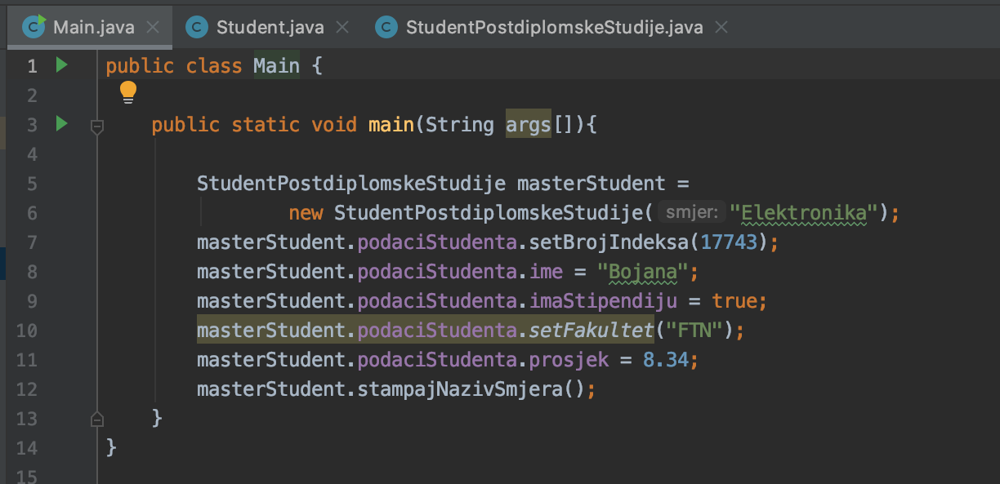 Main.java Student.java StudentPostdiplomskeStudije.java
1 public class Main {
2
3 public static void main(String args[]){
4
5 StudentPostdiplomskeStudije masterStudent =
6 new StudentPostdiplomskeStudije( smjer: "Elektronika");
7 masterStudent.podaciStudenta.setBrojIndeksa(17743);
8 masterStudent.podaciStudenta.ime = "Bojana";
9 masterStudent.podaciStudenta.imaStipendiju = true;
10 masterStudent.podaciStudenta.setFakultet("FTN");
11 masterStudent.podaciStudenta.prosjek = 8.34;
12 masterStudent.stampajNazivSmjera();
13 }
14 }
15